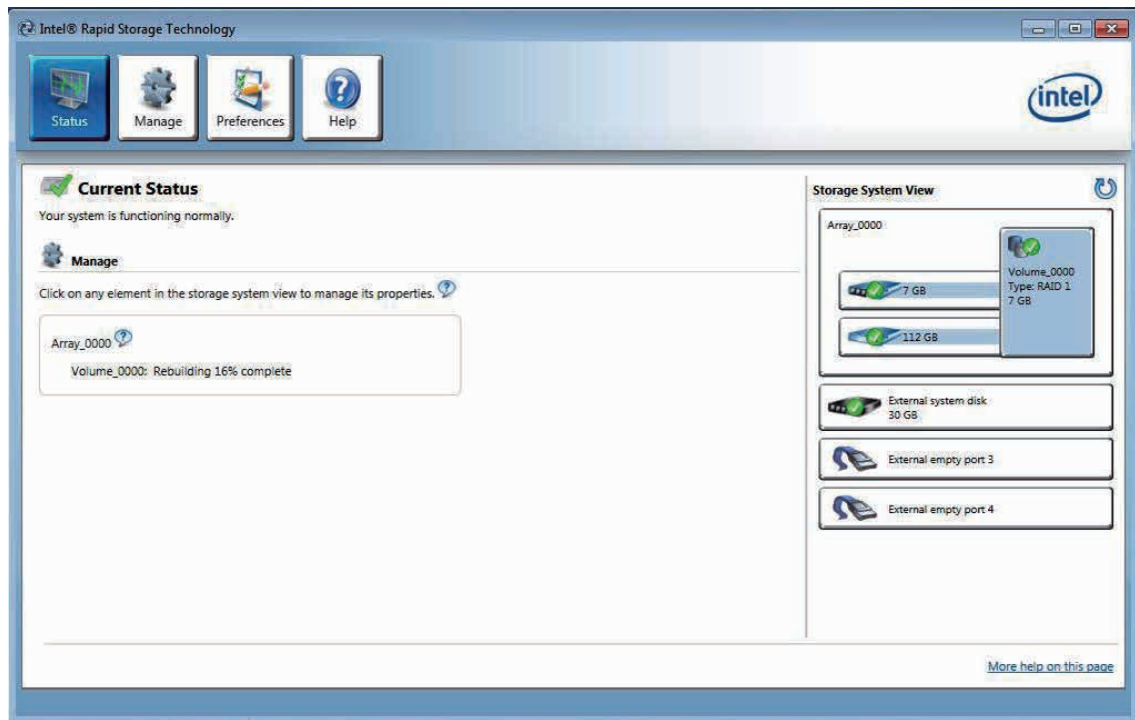 Intel® Rapid Storage Technology
Status
Manage
Preferences
Help
intel
Current Status
Your system is functioning normally.
Manage
Click on any element in the storage system view to manage its properties.
Array_0000
Volume_0000: Rebuilding 16% complete
Storage System View
Array_0000
Volume_0000
Type: RAID 1
7 GB
7 GB
112 GB
External system disk
30 GB
External empty port 3
External empty port 4
More help on this page